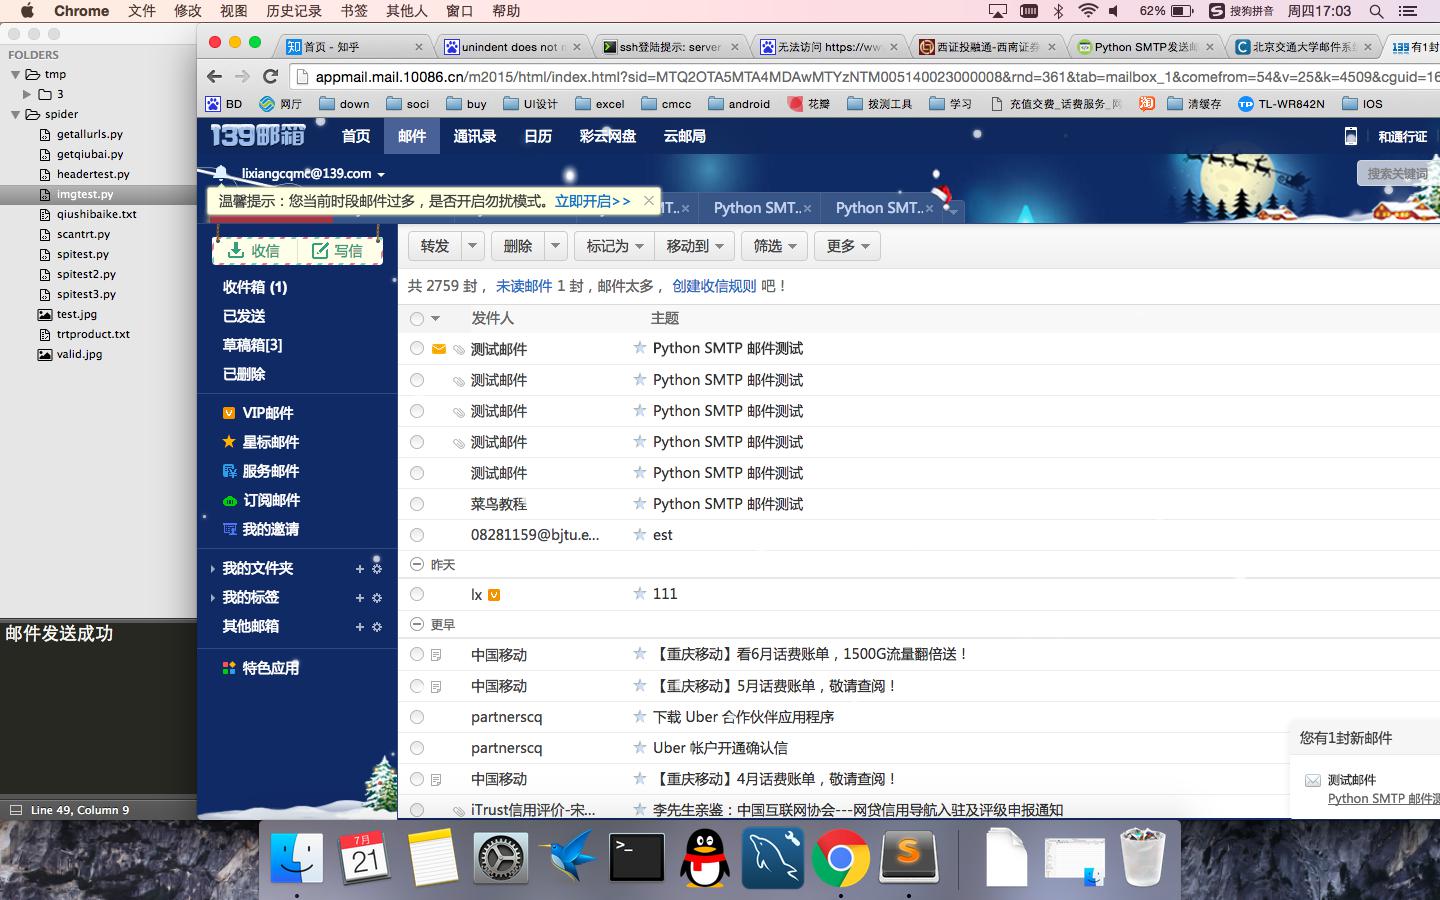 Chrome 文件 修改 视图 历史记录 书签 其他人 窗口 帮助
62% 搜狗拼音 周四17:03
FOLDERS
tmp
3
spider
getallurls.py
getqiubai.py
headertest.py
imgtest.py
qiushibaike.txt
scantrt.py
spitest.py
spitest2.py
spitest3.py
test.jpg
trtproduct.txt
valid.jpg
邮件发送成功
Line 49, Column 9
首页 - 知乎
unindent does not
ssh登陆提示: server
无法访问 https://ww
西证投融通-西南证券
Python SMTP发送邮
北京交通大学邮件系
139 有1封
appmail.mail.10086.cn/m2015/html/index.html?sid=MTQ2OTA5MTA4MDAwMTYzNTM005140023000008&rnd=361&tab=mailbox_1&comefrom=54&v=25&k=4509&cguid=16
BD 网厅 down soci buy UI设计 excel cmcc android 花瓣 拨测工具 学习 充值交费_话费服务_ 淘 清缓存 TL-WR842N IOS
139邮箱 首页 邮件 通讯录 日历 彩云网盘 云邮局 和通行证
lixiangcqmc@139.com
搜索关键词
温馨提示：您当前时段邮件过多，是否开启勿扰模式。立即开启>>
T.. Python SMT.. Python SMT..
收信 写信
收件箱 (1)
已发送
草稿箱[3]
已删除
VIP邮件
星标邮件
服务邮件
订阅邮件
我的邀请
我的文件夹
我的标签
其他邮箱
特色应用
转发 删除 标记为 移动到 筛选 更多
共 2759 封， 未读邮件 1 封，邮件太多， 创建收信规则 吧！
发件人 主题
测试邮件 Python SMTP 邮件测试
测试邮件 Python SMTP 邮件测试
测试邮件 Python SMTP 邮件测试
测试邮件 Python SMTP 邮件测试
测试邮件 Python SMTP 邮件测试
菜鸟教程 Python SMTP 邮件测试
08281159@bjtu.e... est
昨天
lx 111
更早
中国移动 【重庆移动】看6月话费账单，1500G流量翻倍送！
中国移动 【重庆移动】5月话费账单，敬请查阅！
partnerscq 下载 Uber 合作伙伴应用程序
partnerscq Uber 帐户开通确认信
中国移动 【重庆移动】4月话费账单，敬请查阅！
iTrust信用评价-宋... 李先生亲鉴：中国互联网协会---网贷信用导航入驻及评级申报通知
您有1封新邮件
测试邮件
Python SMTP 邮件测
7月
21